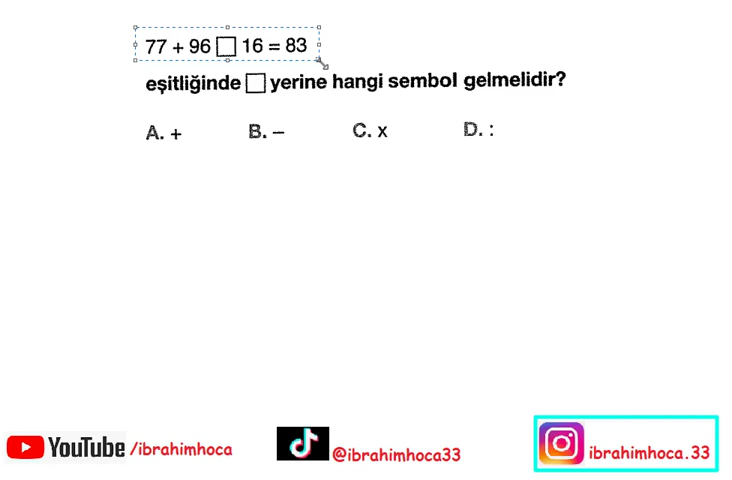 77 + 96 □ 16 = 83
eşitliğinde □ yerine hangi sembol gelmelidir?
A. + B. – C. x D. :
YouTube /ibrahimhoca @ibrahimhoca33 ibrahimhoca.33